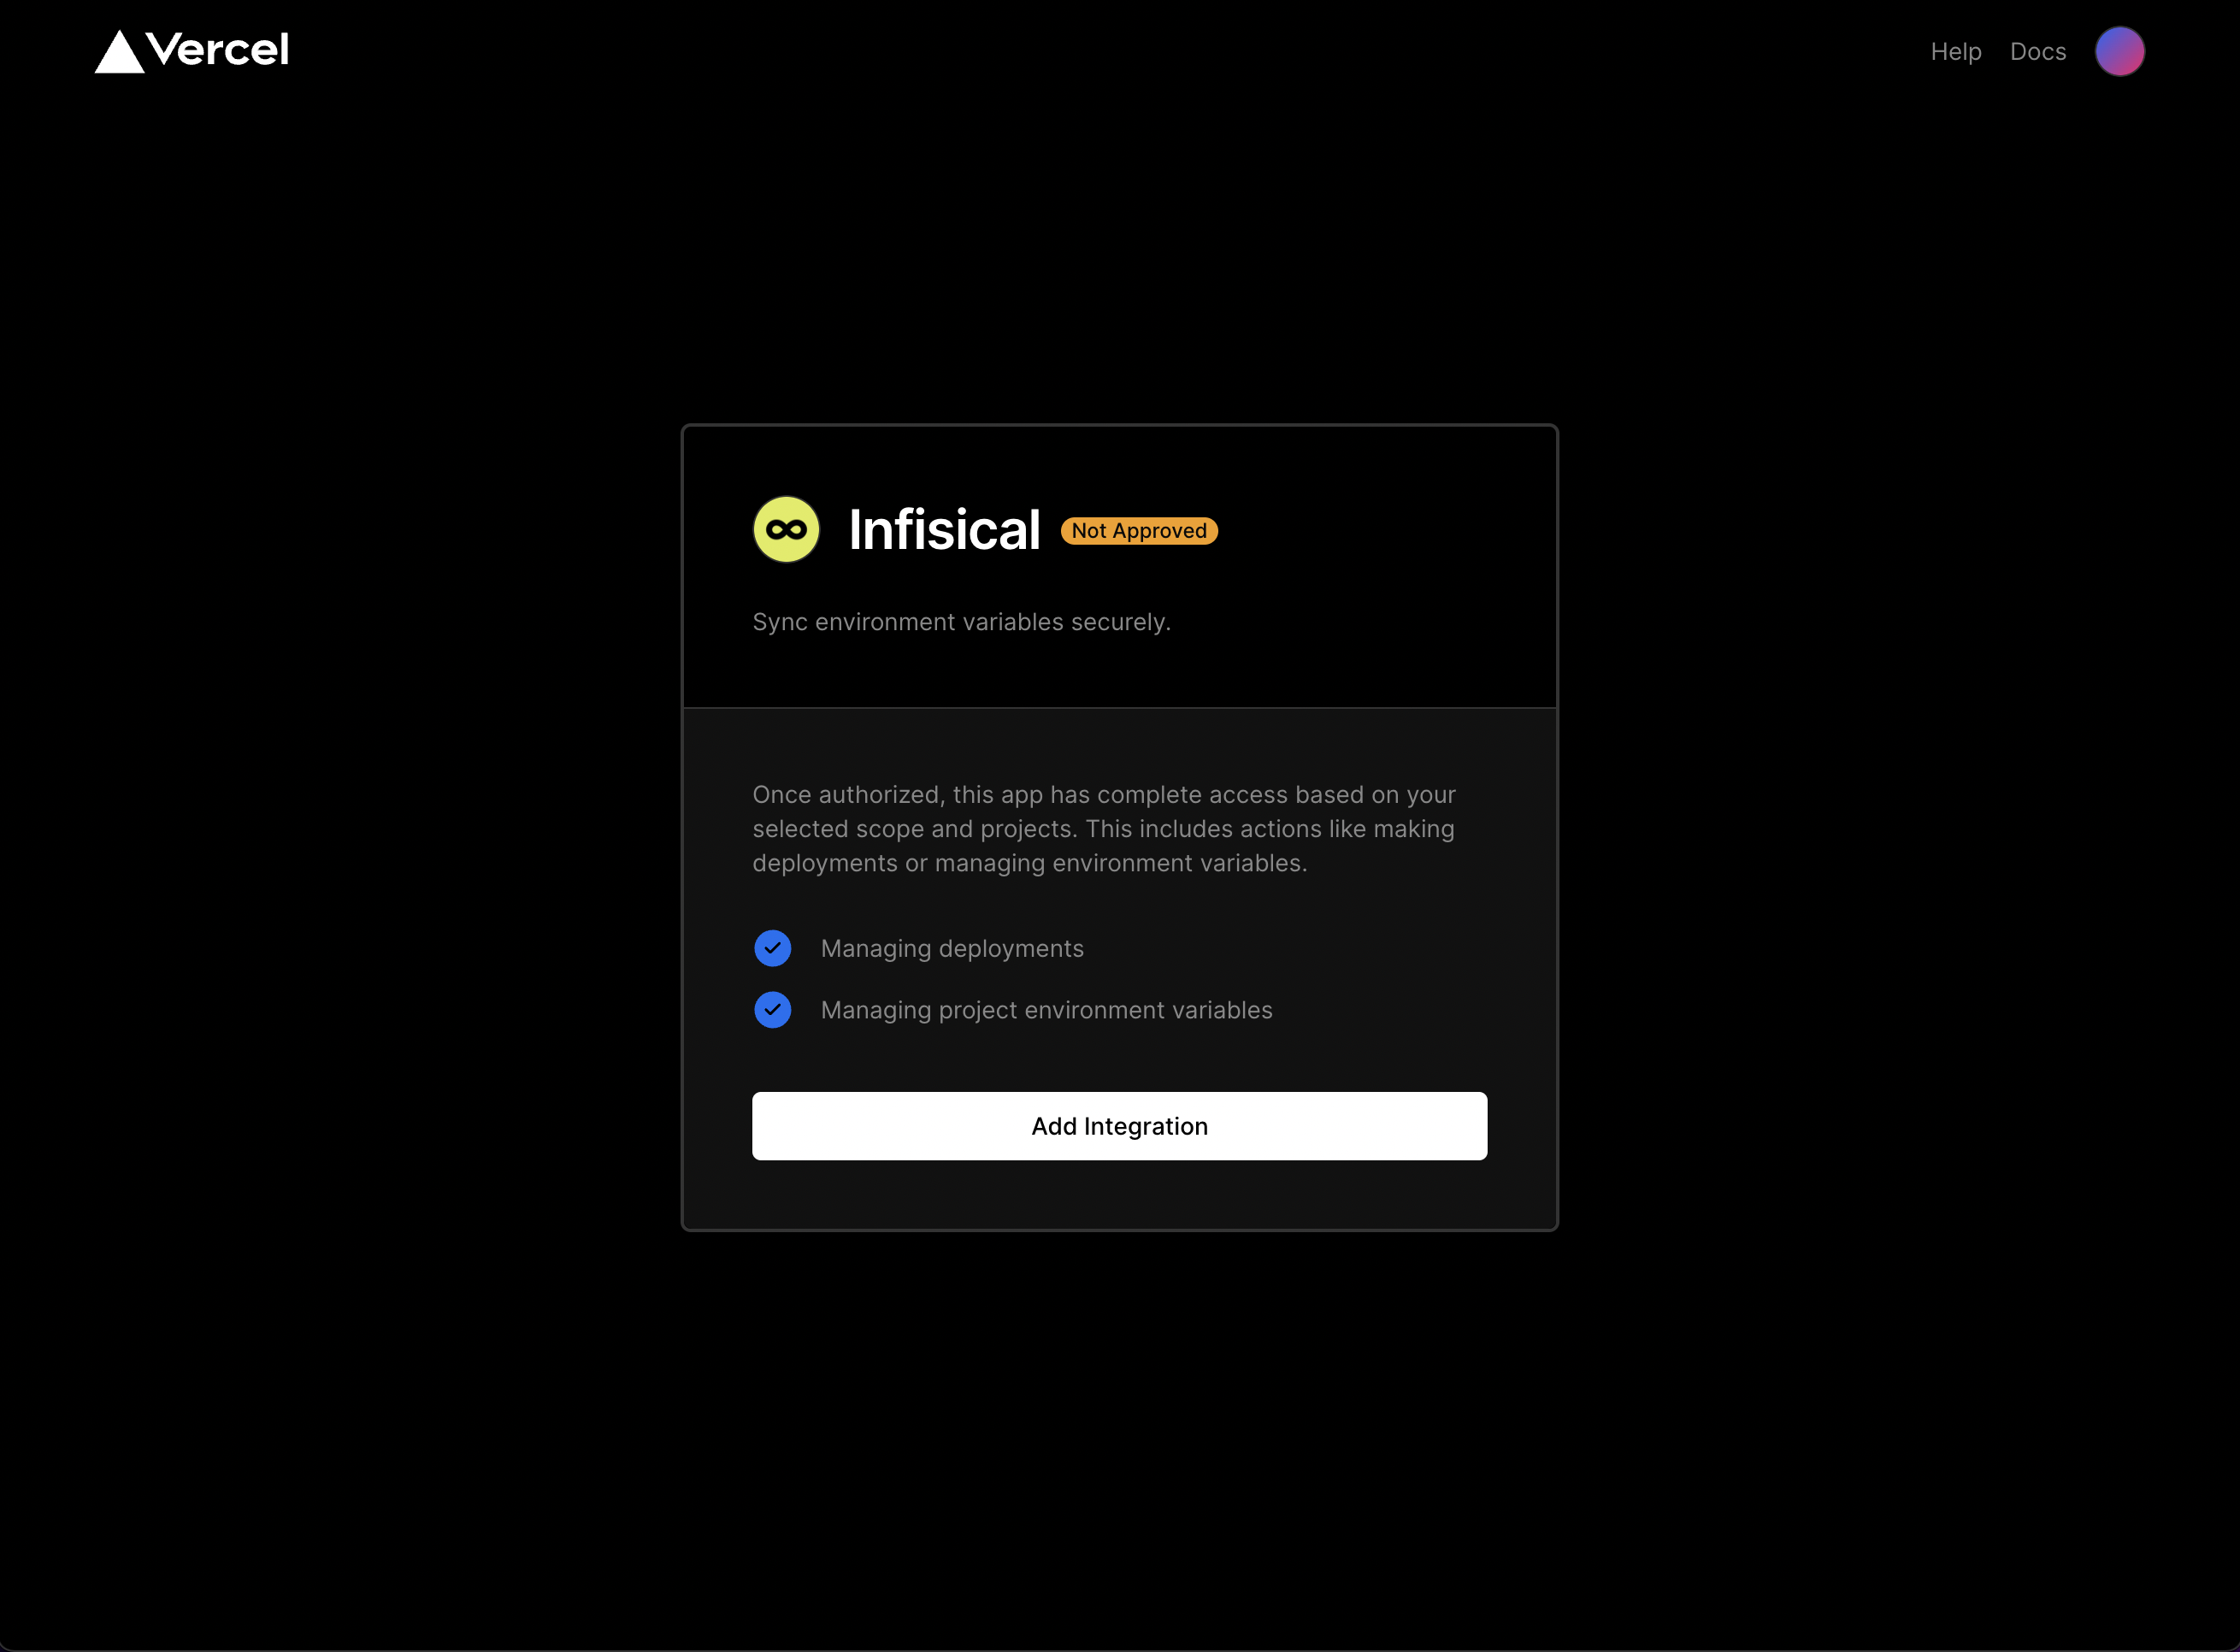 Vercel
Help
Docs
Infisical
Not Approved
Sync environment variables securely.
Once authorized, this app has complete access based on your
selected scope and projects. This includes actions like making
deployments or managing environment variables.
Managing deployments
Managing project environment variables
Add Integration